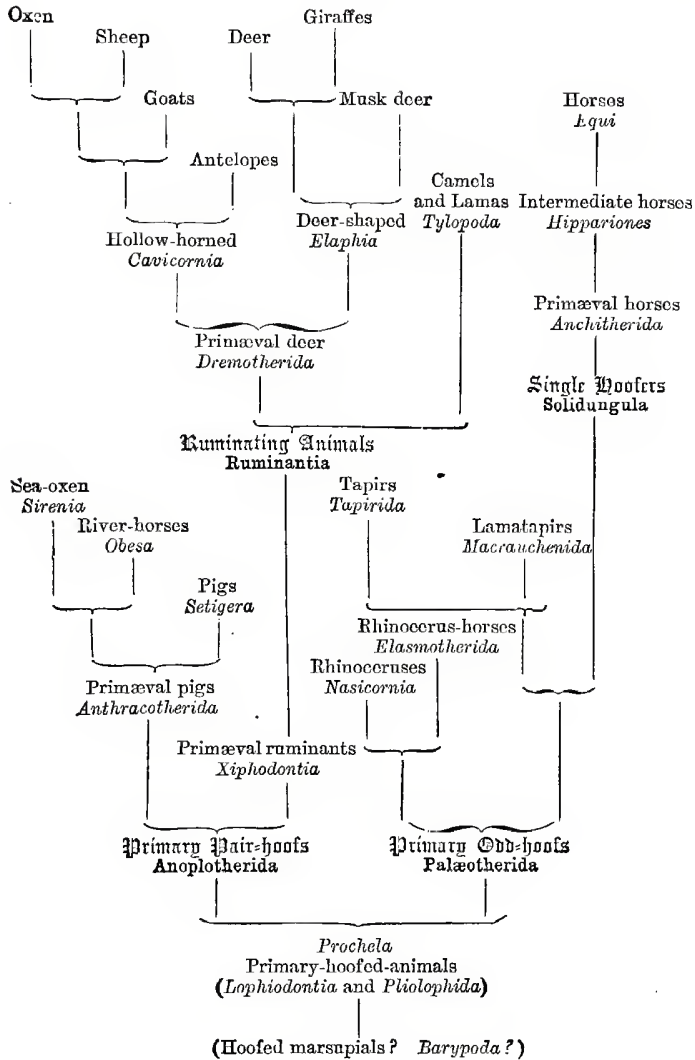 Oxen
Sheep
Deer
Giraffes
Goats
Musk deer
Horses
Equi
Antelopes
Camels
and Lamas
Tylopoda
Hollow-horned
Cavicornia
Deer-shaped
Elaphia
Intermediate horses
Hippariones
Primæval horses
Anchitherida
Primæval deer
Dremotherida
Single Hoofers
Solidungula
Ruminating Animals
Ruminantia
Sea-oxen
Sirenia
River-horses
Obesa
Pigs
Setigera
Tapirs
Tapirida
Lamatapirs
Macrauchenida
Rhinocerus-horses
Elasmotherida
Rhinoceruses
Nasicornia
Primæval pigs
Anthracotherida
Primæval ruminants
Xiphodontia
Primary Pair-hoofs
Anoplotherida
Primary Odd-hoofs
Palæotherida
Prochela
Primary-hoofed-animals
(Lophiodontia and Pliolophida)
(Hoofed marsupials? Barypoda?)